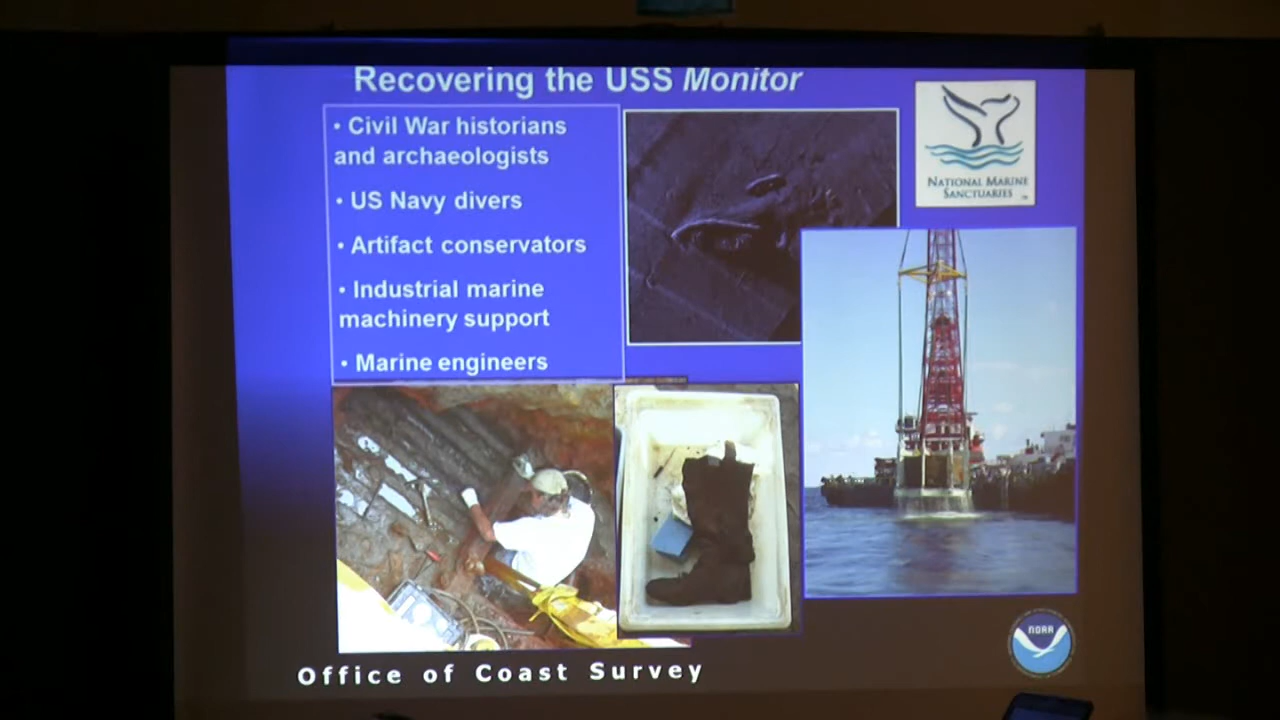 Recovering the USS Monitor
• Civil War historians
and archaeologists
• US Navy divers
• Artifact conservators
• Industrial marine
machinery support
• Marine engineers
NATIONAL MARINE
SANCTUARIES
NOAA
Office of Coast Survey